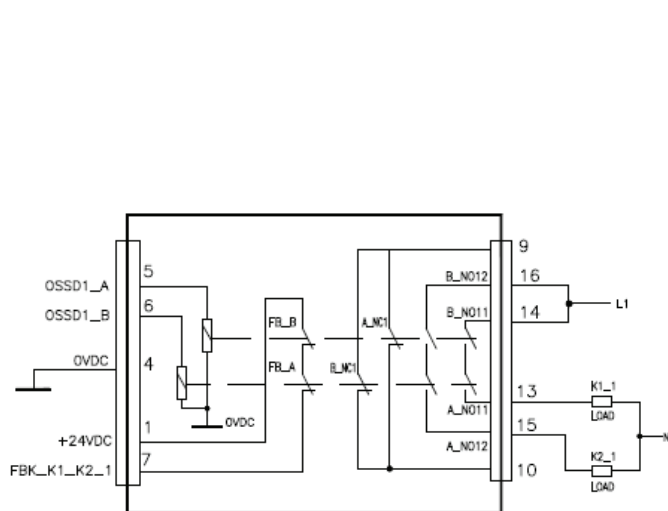 9
5
B_NO12
16
OSSD1_A
L1
6
B_NO11
14
OSSD1_B
FB_B
A_NC1
0VDC
4
FB_A
B_NC1
K1_1
13
LOAD
A_NO11
0VDC
15
1
N
+24VDC
A_NO12
K2_1
7
FBK_K1_K2_1
10
LOAD